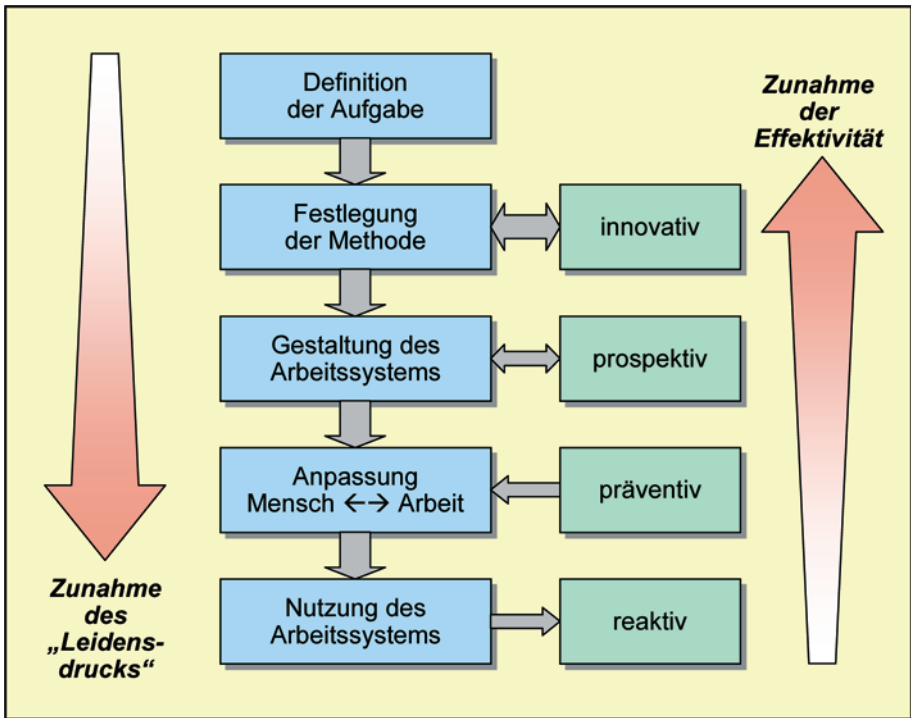 Definition
der Aufgabe
Zunahme
der
Effektivität
Festlegung
der Methode
innovativ
Gestaltung des
Arbeitssystems
prospektiv
Anpassung
Mensch ←→ Arbeit
präventiv
Zunahme
des
„Leidens-
drucks“
Nutzung des
Arbeitssystems
reaktiv